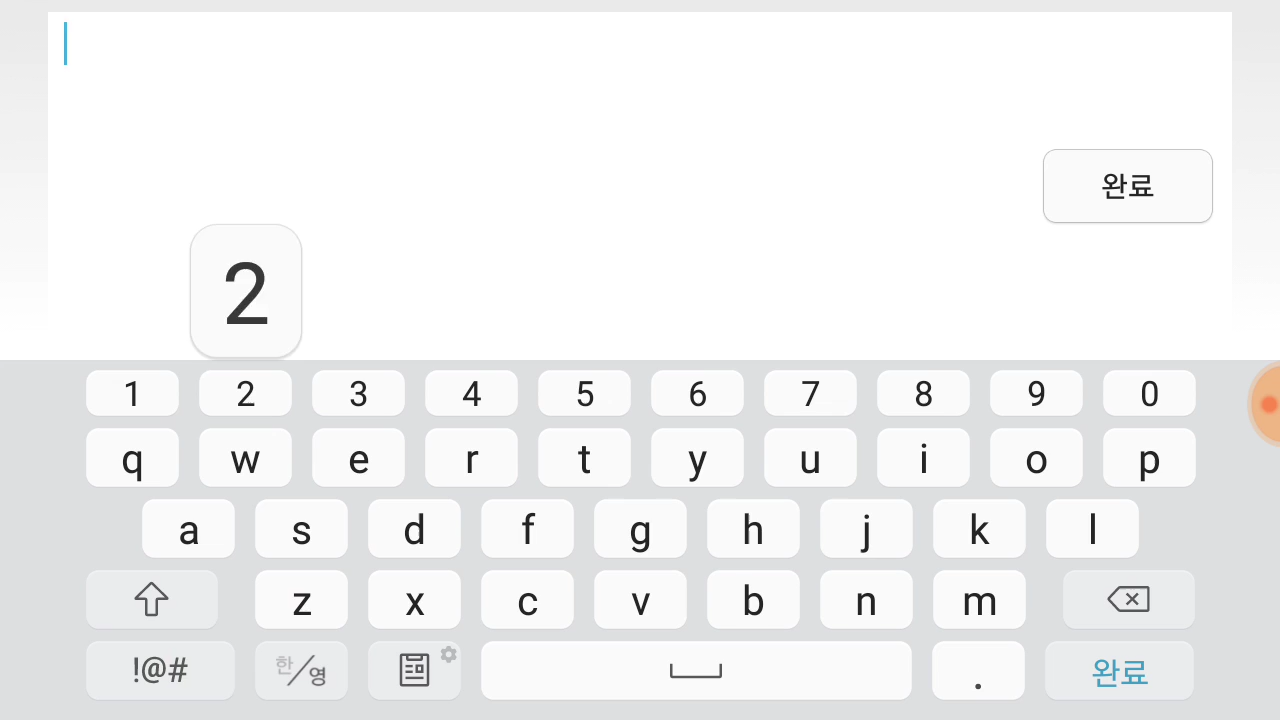 완료
2
1 2 3 4 5 6 7 8 9 0
q w e r t y u i o p
a s d f g h j k l
z x c v b n m
!@# 한/영 . 완료